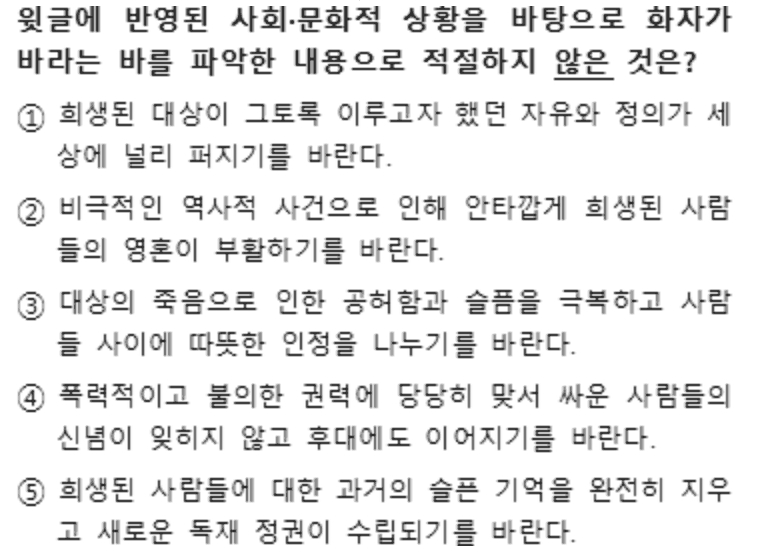 윗글에 반영된 사회·문화적 상황을 바탕으로 화자가
바라는 바를 파악한 내용으로 적절하지 않은 것은?
① 희생된 대상이 그토록 이루고자 했던 자유와 정의가 세
상에 널리 퍼지기를 바란다.
② 비극적인 역사적 사건으로 인해 안타깝게 희생된 사람
들의 영혼이 부활하기를 바란다.
③ 대상의 죽음으로 인한 공허함과 슬픔을 극복하고 사람
들 사이에 따뜻한 인정을 나누기를 바란다.
④ 폭력적이고 불의한 권력에 당당히 맞서 싸운 사람들의
신념이 잊히지 않고 후대에도 이어지기를 바란다.
⑤ 희생된 사람들에 대한 과거의 슬픈 기억을 완전히 지우
고 새로운 독재 정권이 수립되기를 바란다.